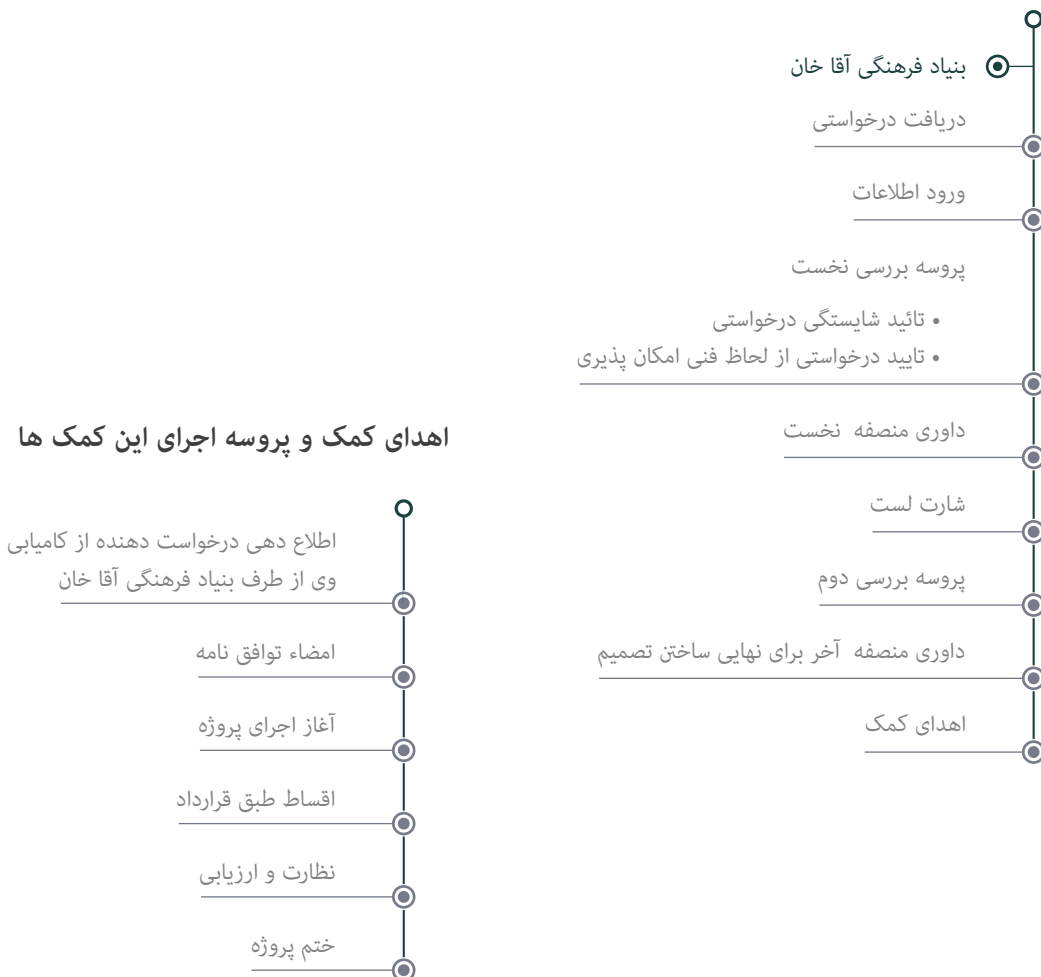 بنیاد فرهنگی آقا خان
دریافت درخواستی
ورود اطلاعات
پروسه بررسی نخست
• تائید شایستگی درخواستی
• تایید درخواستی از لحاظ فنی امکان پذیری
داوری منصفه نخست
شارت لست
پروسه بررسی دوم
داوری منصفه آخر برای نهایی ساختن تصمیم
اهدای کمک
اهدای کمک و پروسه اجرای این کمک ها
اطلاع دهی درخواست دهنده از کامیابی
وی از طرف بنیاد فرهنگی آقا خان
امضاء توافق نامه
آغاز اجرای پروژه
اقساط طبق قرارداد
نظارت و ارزیابی
ختم پروژه